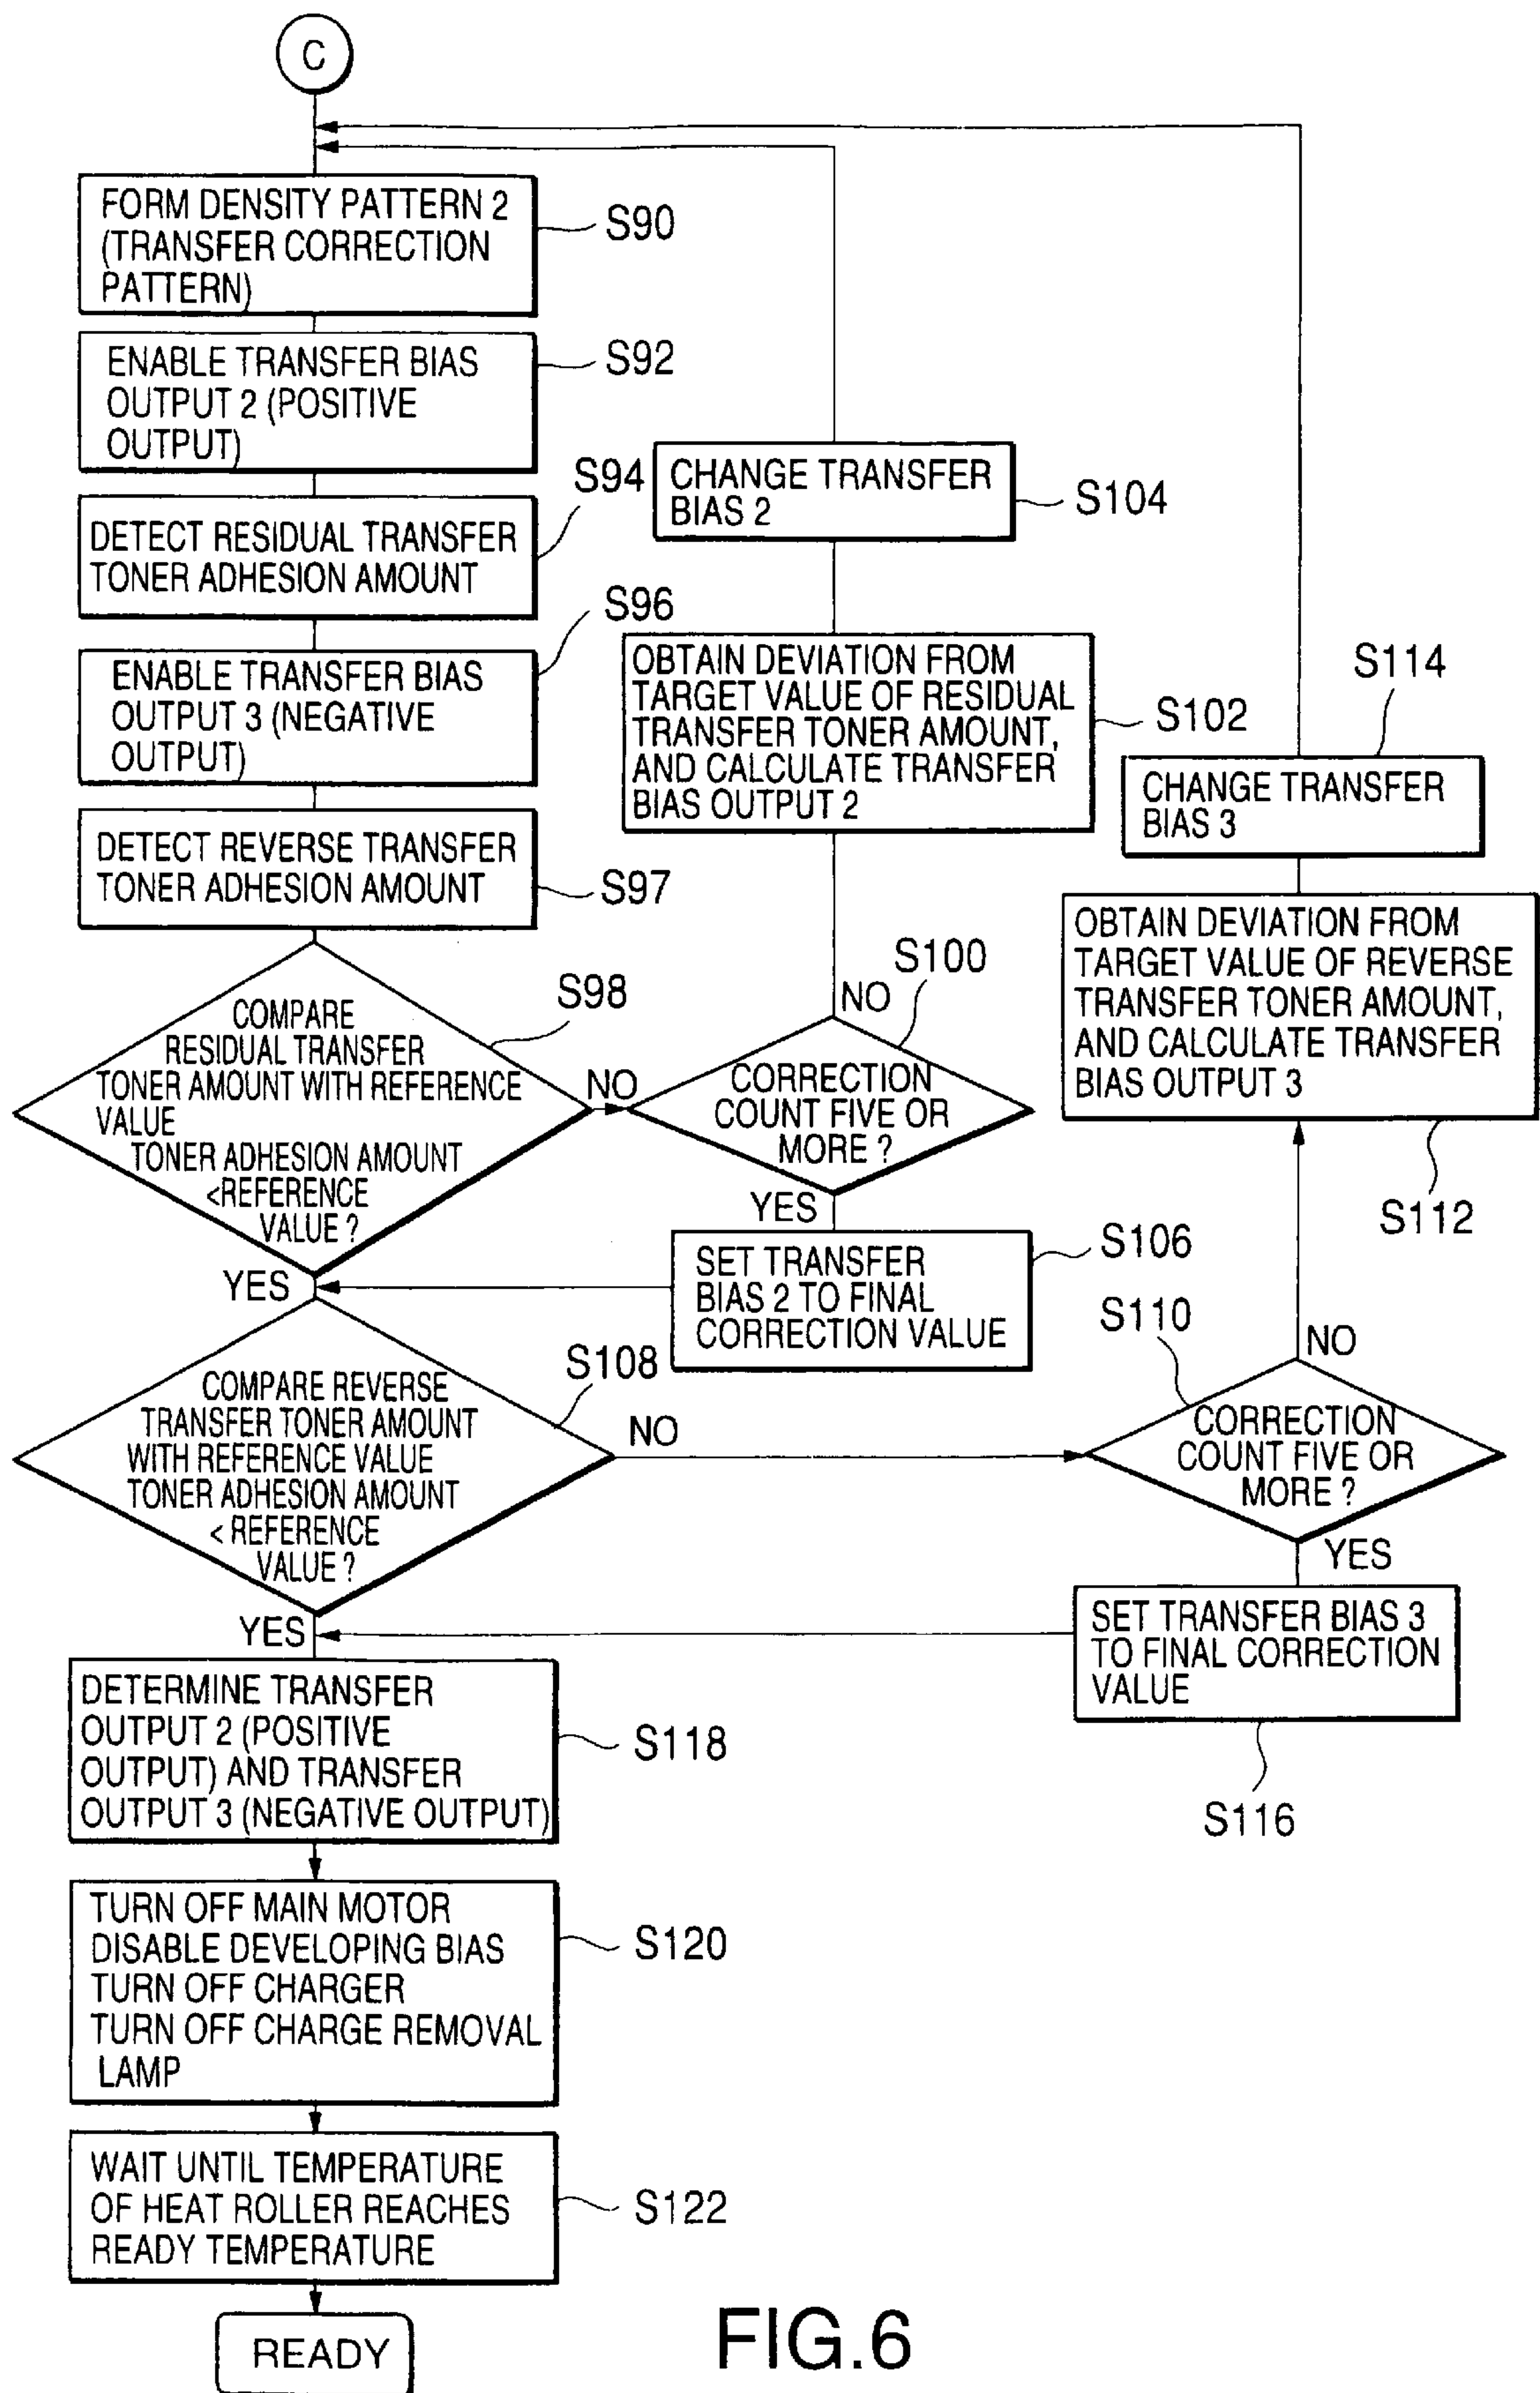 C
FORM DENSITY PATTERN 2
(TRANSFER CORRECTION
PATTERN)
S90
ENABLE TRANSFER BIAS
OUTPUT 2 (POSITIVE
OUTPUT)
S92
DETECT RESIDUAL TRANSFER
TONER ADHESION AMOUNT
S94
ENABLE TRANSFER BIAS
OUTPUT 3 (NEGATIVE
OUTPUT)
S96
DETECT REVERSE TRANSFER
TONER ADHESION AMOUNT
S97
COMPARE
RESIDUAL TRANSFER
TONER AMOUNT WITH REFERENCE
VALUE
TONER ADHESION AMOUNT
<REFERENCE
VALUE ?
S98
NO
YES
CHANGE TRANSFER
BIAS 2
S104
OBTAIN DEVIATION FROM
TARGET VALUE OF RESIDUAL
TRANSFER TONER AMOUNT,
AND CALCULATE TRANSFER
BIAS OUTPUT 2
S102
NO
S100
CORRECTION
COUNT FIVE OR
MORE ?
YES
SET TRANSFER
BIAS 2 TO FINAL
CORRECTION VALUE
S106
COMPARE REVERSE
TRANSFER TONER AMOUNT
WITH REFERENCE VALUE
TONER ADHESION AMOUNT
< REFERENCE
VALUE ?
S108
NO
YES
S114
CHANGE TRANSFER
BIAS 3
OBTAIN DEVIATION FROM
TARGET VALUE OF REVERSE
TRANSFER TONER AMOUNT,
AND CALCULATE TRANSFER
BIAS OUTPUT 3
S112
S110
NO
CORRECTION
COUNT FIVE OR
MORE ?
YES
SET TRANSFER BIAS 3
TO FINAL CORRECTION
VALUE
S116
DETERMINE TRANSFER
OUTPUT 2 (POSITIVE
OUTPUT) AND TRANSFER
OUTPUT 3 (NEGATIVE OUTPUT)
S118
TURN OFF MAIN MOTOR
DISABLE DEVELOPING BIAS
TURN OFF CHARGER
TURN OFF CHARGE REMOVAL
LAMP
S120
WAIT UNTIL TEMPERATURE
OF HEAT ROLLER REACHES
READY TEMPERATURE
S122
READY
FIG.6